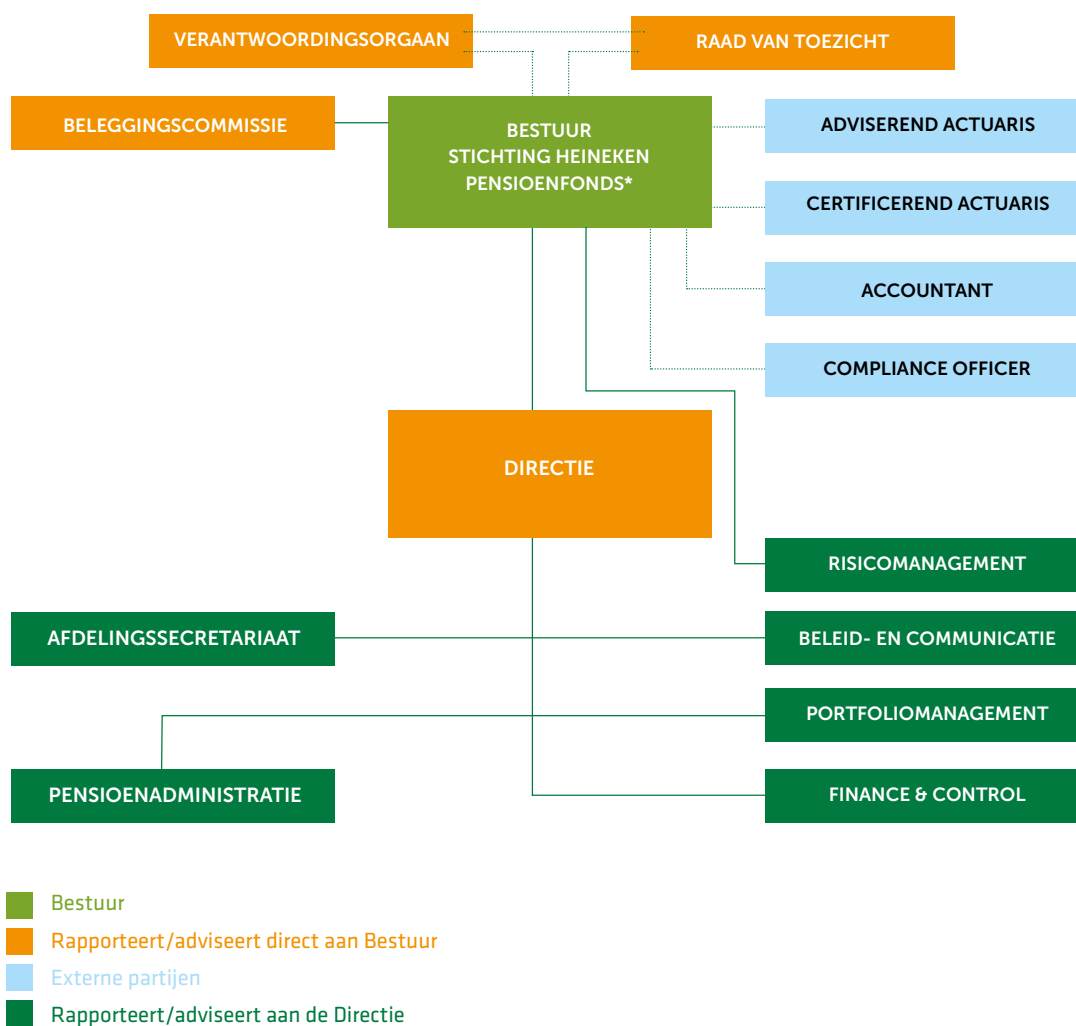 VERANTWOORDINGSORGAAN
RAAD VAN TOEZICHT
BELEGGINGSCOMMISSIE
BESTUUR
STICHTING HEINEKEN
PENSIOENFONDS*
ADVISEREND ACTUARIS
CERTIFICEREND ACTUARIS
ACCOUNTANT
COMPLIANCE OFFICER
DIRECTIE
RISICOMANAGEMENT
AFDELINGSSECRETARIAAT
BELEID- EN COMMUNICATIE
PORTFOLIOMANAGEMENT
PENSIOENADMINISTRATIE
FINANCE & CONTROL
Bestuur
Rapporteert/adviseert direct aan Bestuur
Externe partijen
Rapporteert/adviseert aan de Directie